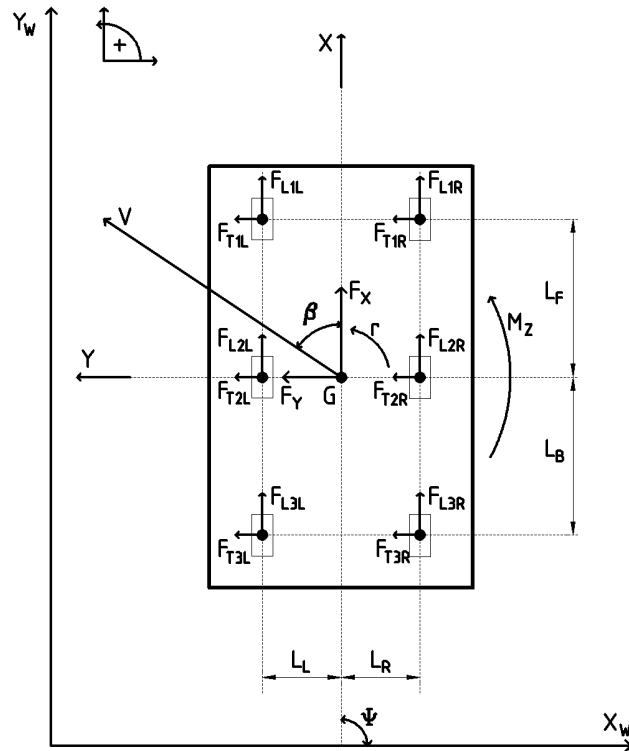 Y_W
+
X
F_L1L
F_L1R
V
F_T1L
F_T1R
F_X
L_F
β
M_Z
r
F_L2L
F_L2R
Y
F_T2L
F_Y
G
F_T2R
L_B
F_L3L
F_L3R
F_T3L
F_T3R
L_L
L_R
Ψ
X_W